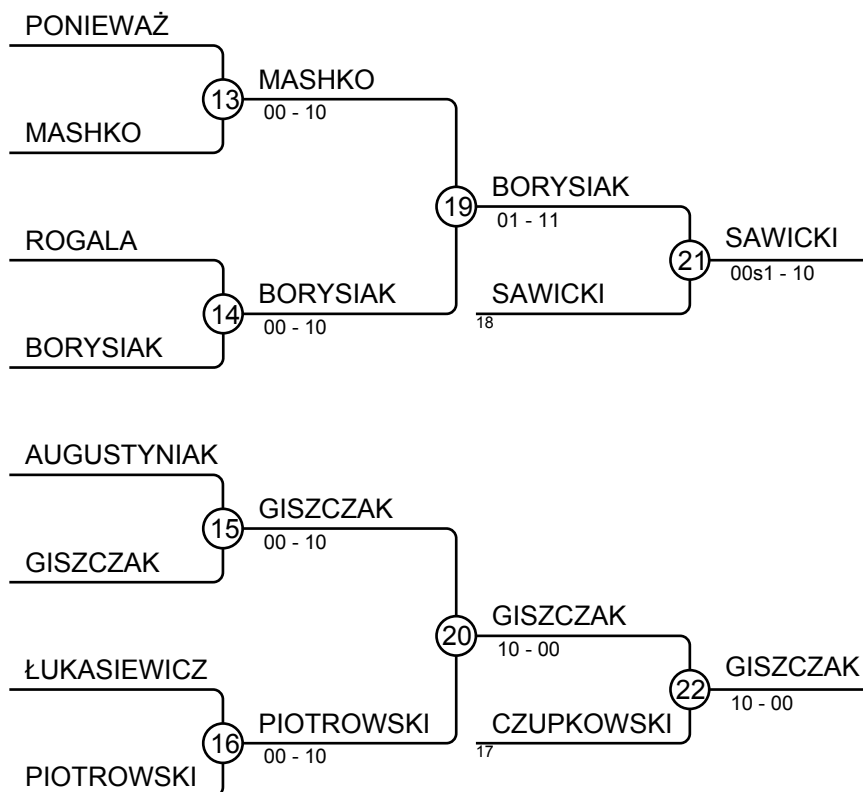 PONIEWAŻ
13
MASHKO
00 - 10
MASHKO
19
BORYSIAK
01 - 11
ROGALA
14
BORYSIAK
00 - 10
BORYSIAK
SAWICKI
18
21
SAWICKI
00s1 - 10
AUGUSTYNIAK
15
GISZCZAK
00 - 10
GISZCZAK
20
GISZCZAK
10 - 00
ŁUKASIEWICZ
16
PIOTROWSKI
00 - 10
PIOTROWSKI
CZUPKOWSKI
17
22
GISZCZAK
10 - 00